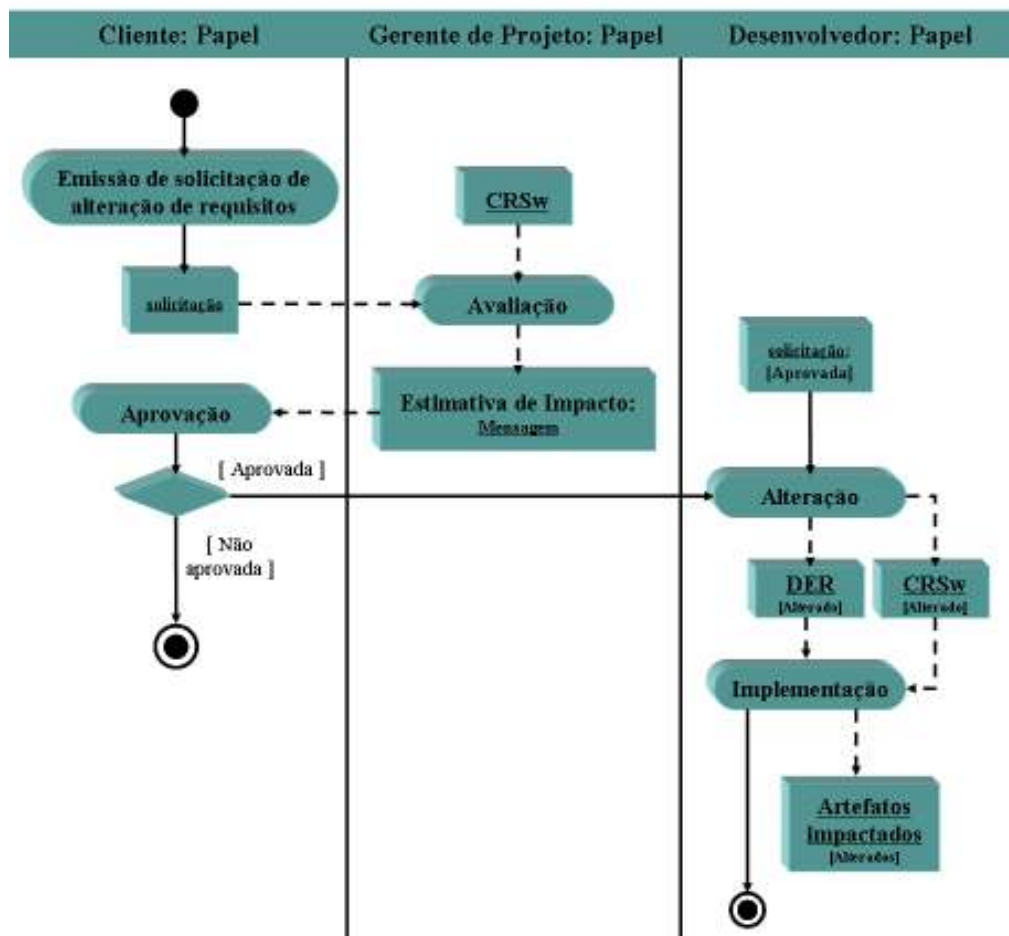 Cliente: Papel
Gerente de Projeto: Papel
Desenvolvedor: Papel
Emissão de solicitação de
alteração de requisitos
CRSw
solicitação
Avaliação
solicitação:
[Aprovada]
Aprovação
Estimativa de Impacto:
Mensagem
[ Aprovada ]
Alteração
[ Não
aprovada ]
DER
[Alterado]
CRSw
[Alterado]
Implementação
Artefatos
Impactados
[Alterados]